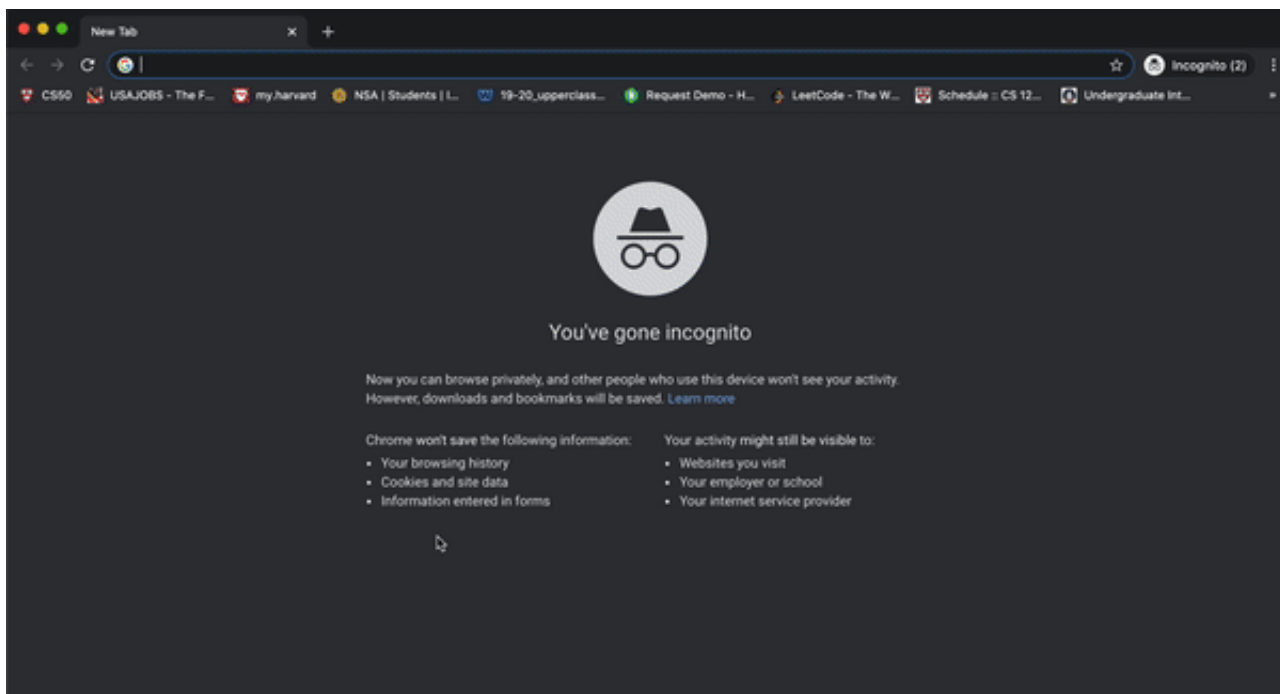 New Tab
Incognito (2)
CS50 USAJOBS - The F... my.harvard NSA | Students | I... 19-20_upperclass... Request Demo - H... LeetCode - The W... Schedule :: CS 12... Undergraduate Int... »
You've gone incognito
Now you can browse privately, and other people who use this device won't see your activity.
However, downloads and bookmarks will be saved. Learn more
Chrome won't save the following information:
• Your browsing history
• Cookies and site data
• Information entered in forms
Your activity might still be visible to:
• Websites you visit
• Your employer or school
• Your internet service provider